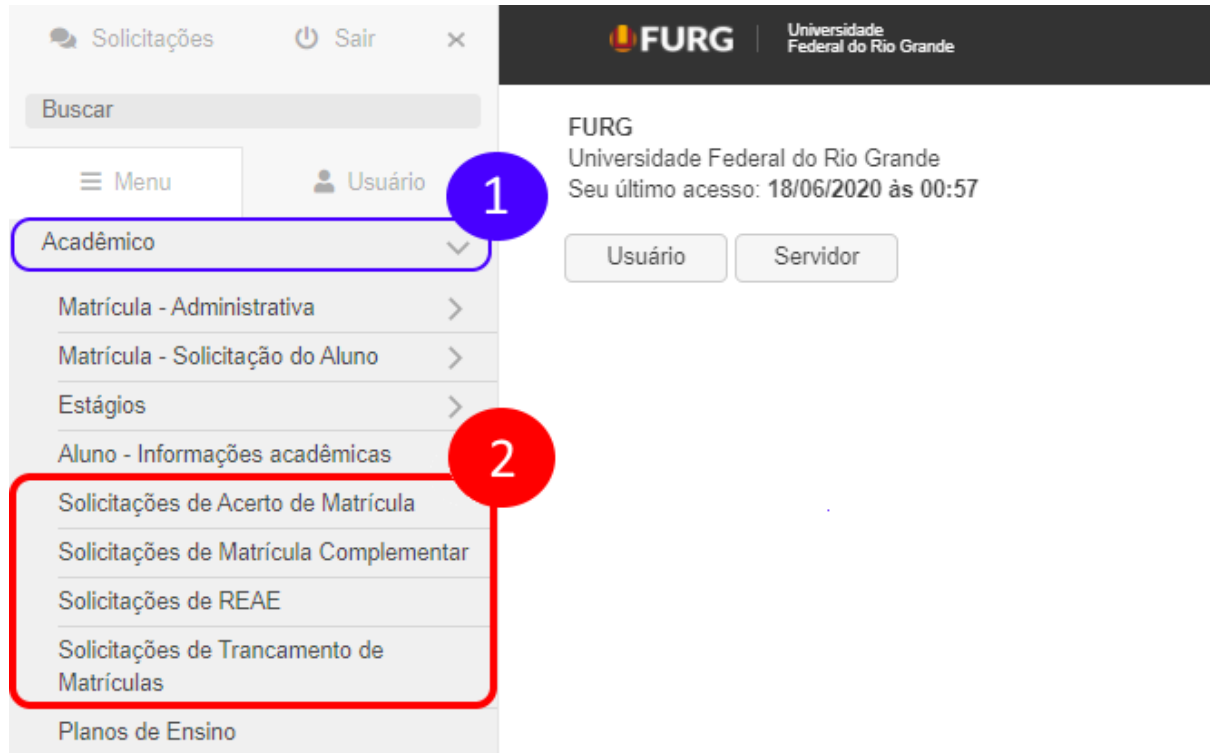 Solicitações
Sair
×
Buscar
Menu
Usuário
1
Acadêmico
Matrícula - Administrativa
Matrícula - Solicitação do Aluno
Estágios
Aluno - Informações acadêmicas
2
Solicitações de Acerto de Matrícula
Solicitações de Matrícula Complementar
Solicitações de REAE
Solicitações de Trancamento de
Matrículas
Planos de Ensino
FURG
Universidade
Federal do Rio Grande
FURG
Universidade Federal do Rio Grande
Seu último acesso: 18/06/2020 às 00:57
Usuário
Servidor